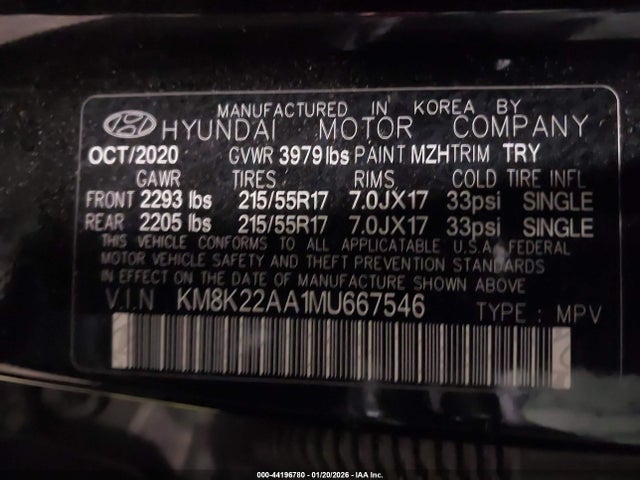 MANUFACTURED IN KOREA BY
HYUNDAI MOTOR COMPANY
OCT/2020 GVWR 3979 lbs PAINT MZH TRIM TRY
GAWR TIRES RIMS COLD TIRE INFL
FRONT 2293 lbs 215/55R17 7.0JX17 33psi SINGLE
REAR 2205 lbs 215/55R17 7.0JX17 33psi SINGLE
THIS VEHICLE CONFORMS TO ALL APPLICABLE U.S.A. FEDERAL
MOTOR VEHICLE SAFETY AND THEFT PREVENTION STANDARDS
IN EFFECT ON THE DATE OF MANUFACTURE SHOWN ABOVE
V.I.N KM8K22AA1MU667546 TYPE : MPV
000-44196780 - 01/20/2026 - IAA Inc.